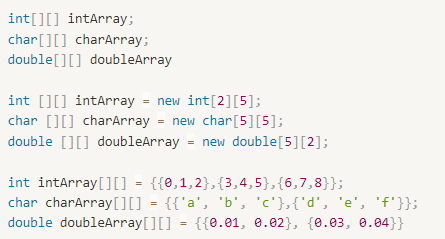 int[][] intArray;
char[][] charArray;
double[][] doubleArray
int [][] intArray = new int[2][5];
char [][] charArray = new char[5][5];
double [][] doubleArray = new double[5][2];
int intArray[][] = {{0,1,2},{3,4,5},{6,7,8}};
char charArray[][] = {{'a', 'b', 'c'},{'d', 'e', 'f'}};
double doubleArray[][] = {{0.01, 0.02}, {0.03, 0.04}}